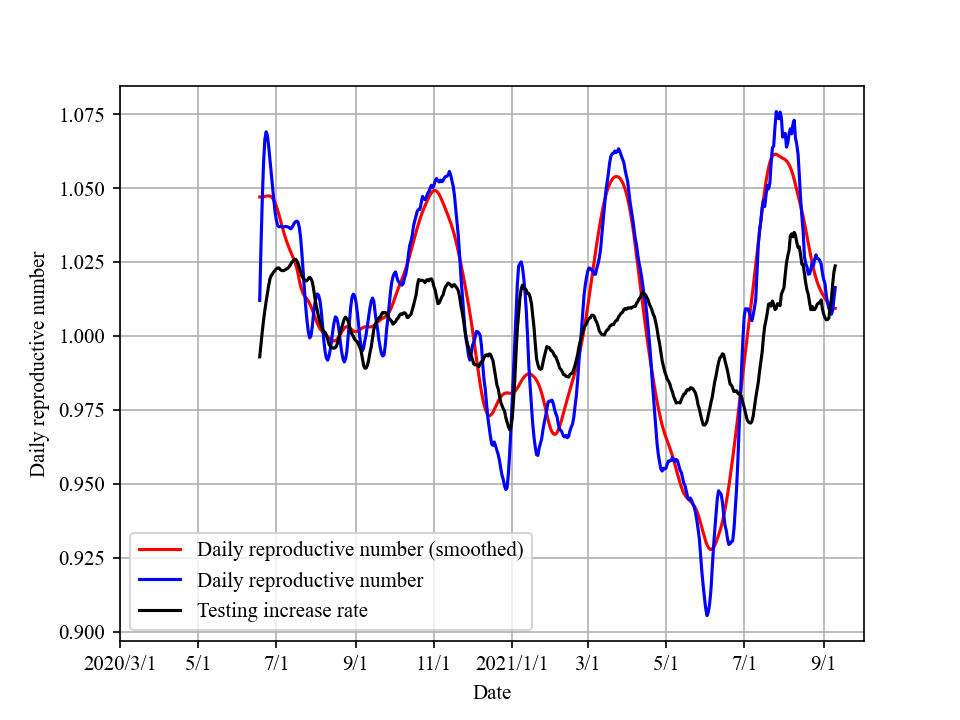 1.075
1.050
1.025
1.000
0.975
0.950
0.925
0.900
Daily reproductive number
Daily reproductive number (smoothed)
Daily reproductive number
Testing increase rate
2020/3/1 5/1 7/1 9/1 11/1 2021/1/1 3/1 5/1 7/1 9/1
Date